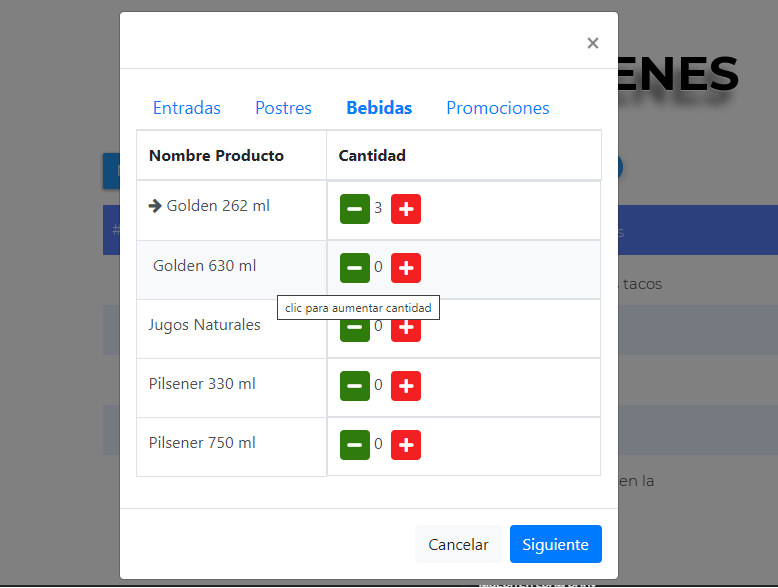 ×
ENES
Entradas Postres Bebidas Promociones
Nombre Producto Cantidad
#
s
→ Golden 262 ml − 3 +
Golden 630 ml − 0 +
tacos
clic para aumentar cantidad
Jugos Naturales − 0 +
Pilsener 330 ml − 0 +
Pilsener 750 ml − 0 +
en la
Cancelar Siguiente